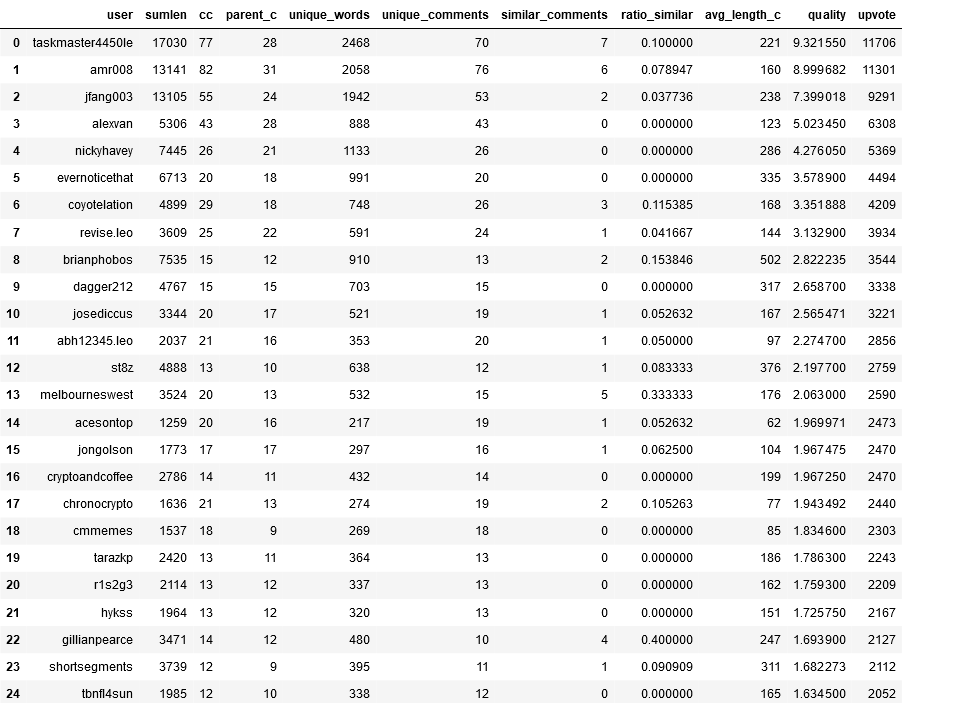 user sumlen cc parent_c unique_words unique_comments similar_comments ratio_similar avg_length_c quality upvote
0 taskmaster4450le 17030 77 28 2468 70 7 0.100000 221 9.321550 11706
1 amr008 13141 82 31 2058 76 6 0.078947 160 8.999682 11301
2 jfang003 13105 55 24 1942 53 2 0.037736 238 7.399018 9291
3 alexvan 5306 43 28 888 43 0 0.000000 123 5.023450 6308
4 nickyhavey 7445 26 21 1133 26 0 0.000000 286 4.276050 5369
5 evernoticethat 6713 20 18 991 20 0 0.000000 335 3.578900 4494
6 coyotelation 4899 29 18 748 26 3 0.115385 168 3.351888 4209
7 revise.leo 3609 25 22 591 24 1 0.041667 144 3.132900 3934
8 brianphobos 7535 15 12 910 13 2 0.153846 502 2.822235 3544
9 dagger212 4767 15 15 703 15 0 0.000000 317 2.658700 3338
10 josediccus 3344 20 17 521 19 1 0.052632 167 2.565471 3221
11 abh12345.leo 2037 21 16 353 20 1 0.050000 97 2.274700 2856
12 st8z 4888 13 10 638 12 1 0.083333 376 2.197700 2759
13 melbourneswest 3524 20 13 532 15 5 0.333333 176 2.063000 2590
14 acesontop 1259 20 16 217 19 1 0.052632 62 1.969971 2473
15 jongolson 1773 17 17 297 16 1 0.062500 104 1.967475 2470
16 cryptoandcoffee 2786 14 11 432 14 0 0.000000 199 1.967250 2470
17 chronocrypto 1636 21 13 274 19 2 0.105263 77 1.943492 2440
18 cmmemes 1537 18 9 269 18 0 0.000000 85 1.834600 2303
19 tarazkp 2420 13 11 364 13 0 0.000000 186 1.786300 2243
20 r1s2g3 2114 13 12 337 13 0 0.000000 162 1.759300 2209
21 hykss 1964 13 12 320 13 0 0.000000 151 1.725750 2167
22 gillianpearce 3471 14 12 480 10 4 0.400000 247 1.693900 2127
23 shortsegments 3739 12 9 395 11 1 0.090909 311 1.682273 2112
24 tbnfl4sun 1985 12 10 338 12 0 0.000000 165 1.634500 2052